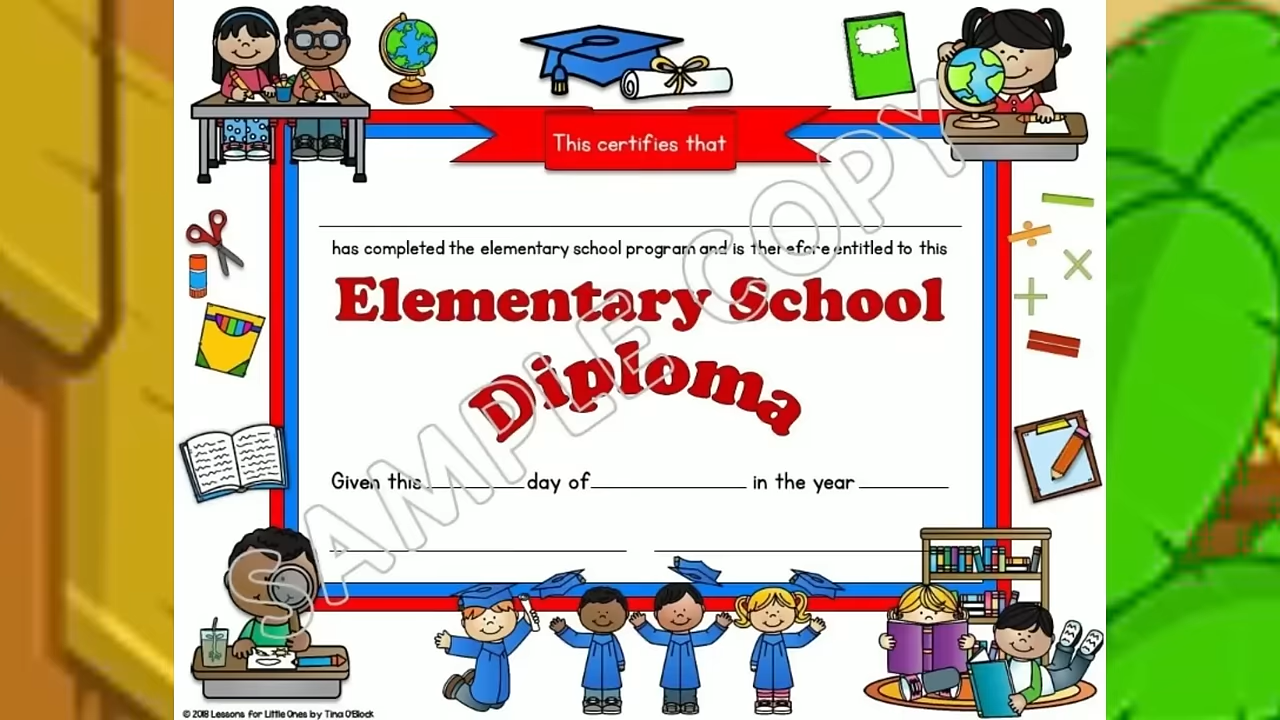 This certifies that
has completed the elementary school program and is therefore entitled to this
Elementary School
Diploma
Given this day of in the year
SAMPLE COPY
© 2018 Lessons for Little Ones by Tina O'Block